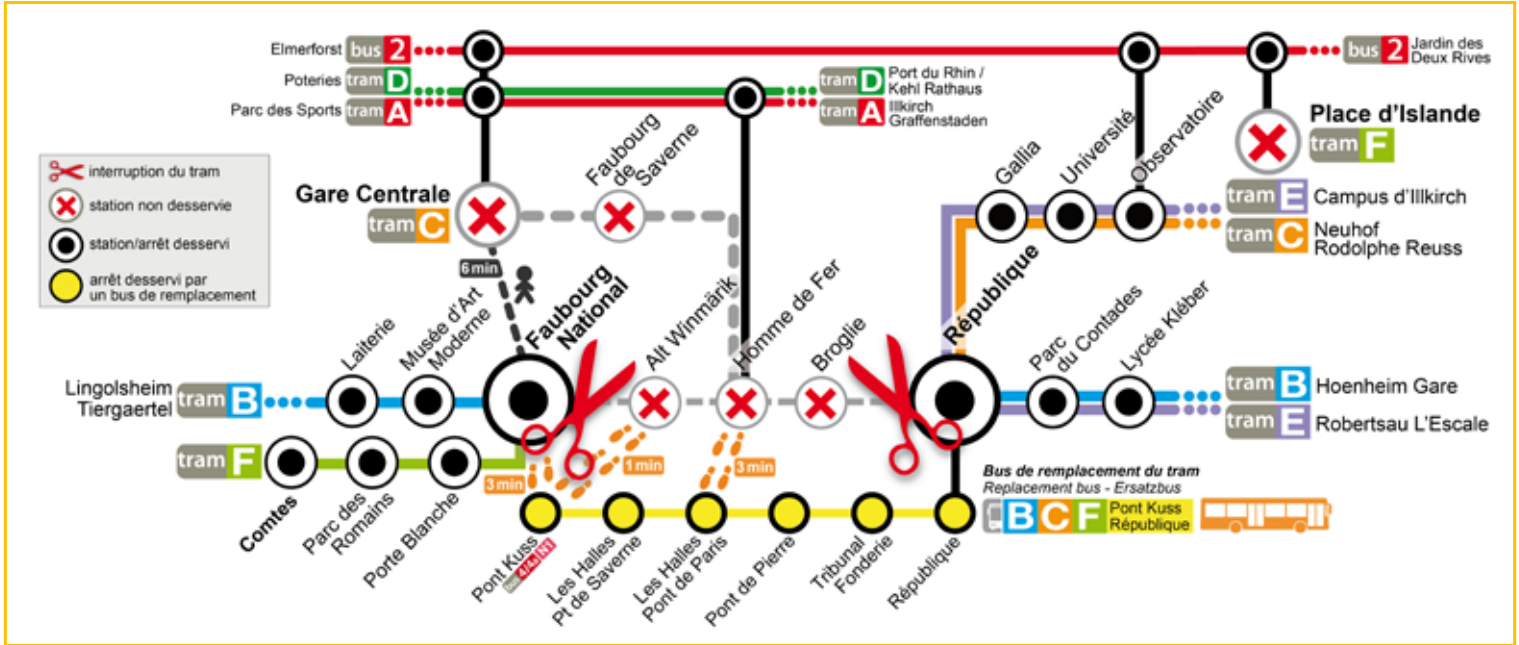 Elmerforst bus 2
bus 2 Jardin des
Deux Rives
Poteries tram D
tram D Port du Rhin /
Kehl Rathaus
Parc des Sports tram A
tram A Illkirch
Graffenstaden
interruption du tram
station non desservie
station/arrêt desservi
arrêt desservi par
un bus de remplacement
Gare Centrale
tram C
Faubourg
de
Saverne
Gallia
Université
Observatoire
Place d'Islande
tram F
tram E Campus d'Illkirch
tram C Neuhof
Rodolphe Reuss
6 min
Lingolsheim
Tiergaertel
tram B
Laiterie
Musée d'Art
Moderne
Faubourg
National
Alt Winmärik
Homme de Fer
Broglie
République
Parc
du Contades
Lycée Kléber
tram B Hoenheim Gare
tram E Robertsau L'Escale
tram F
Comtes
Parc des
Romains
Porte Blanche
3 min
1 min
3 min
Pont Kuss
4/4a N1
Les Halles
Pt de Saverne
Les Halles
Pont de Paris
Pont de Pierre
Tribunal
Fonderie
République
Bus de remplacement du tram
Replacement bus - Ersatzbus
B C F Pont Kuss
République